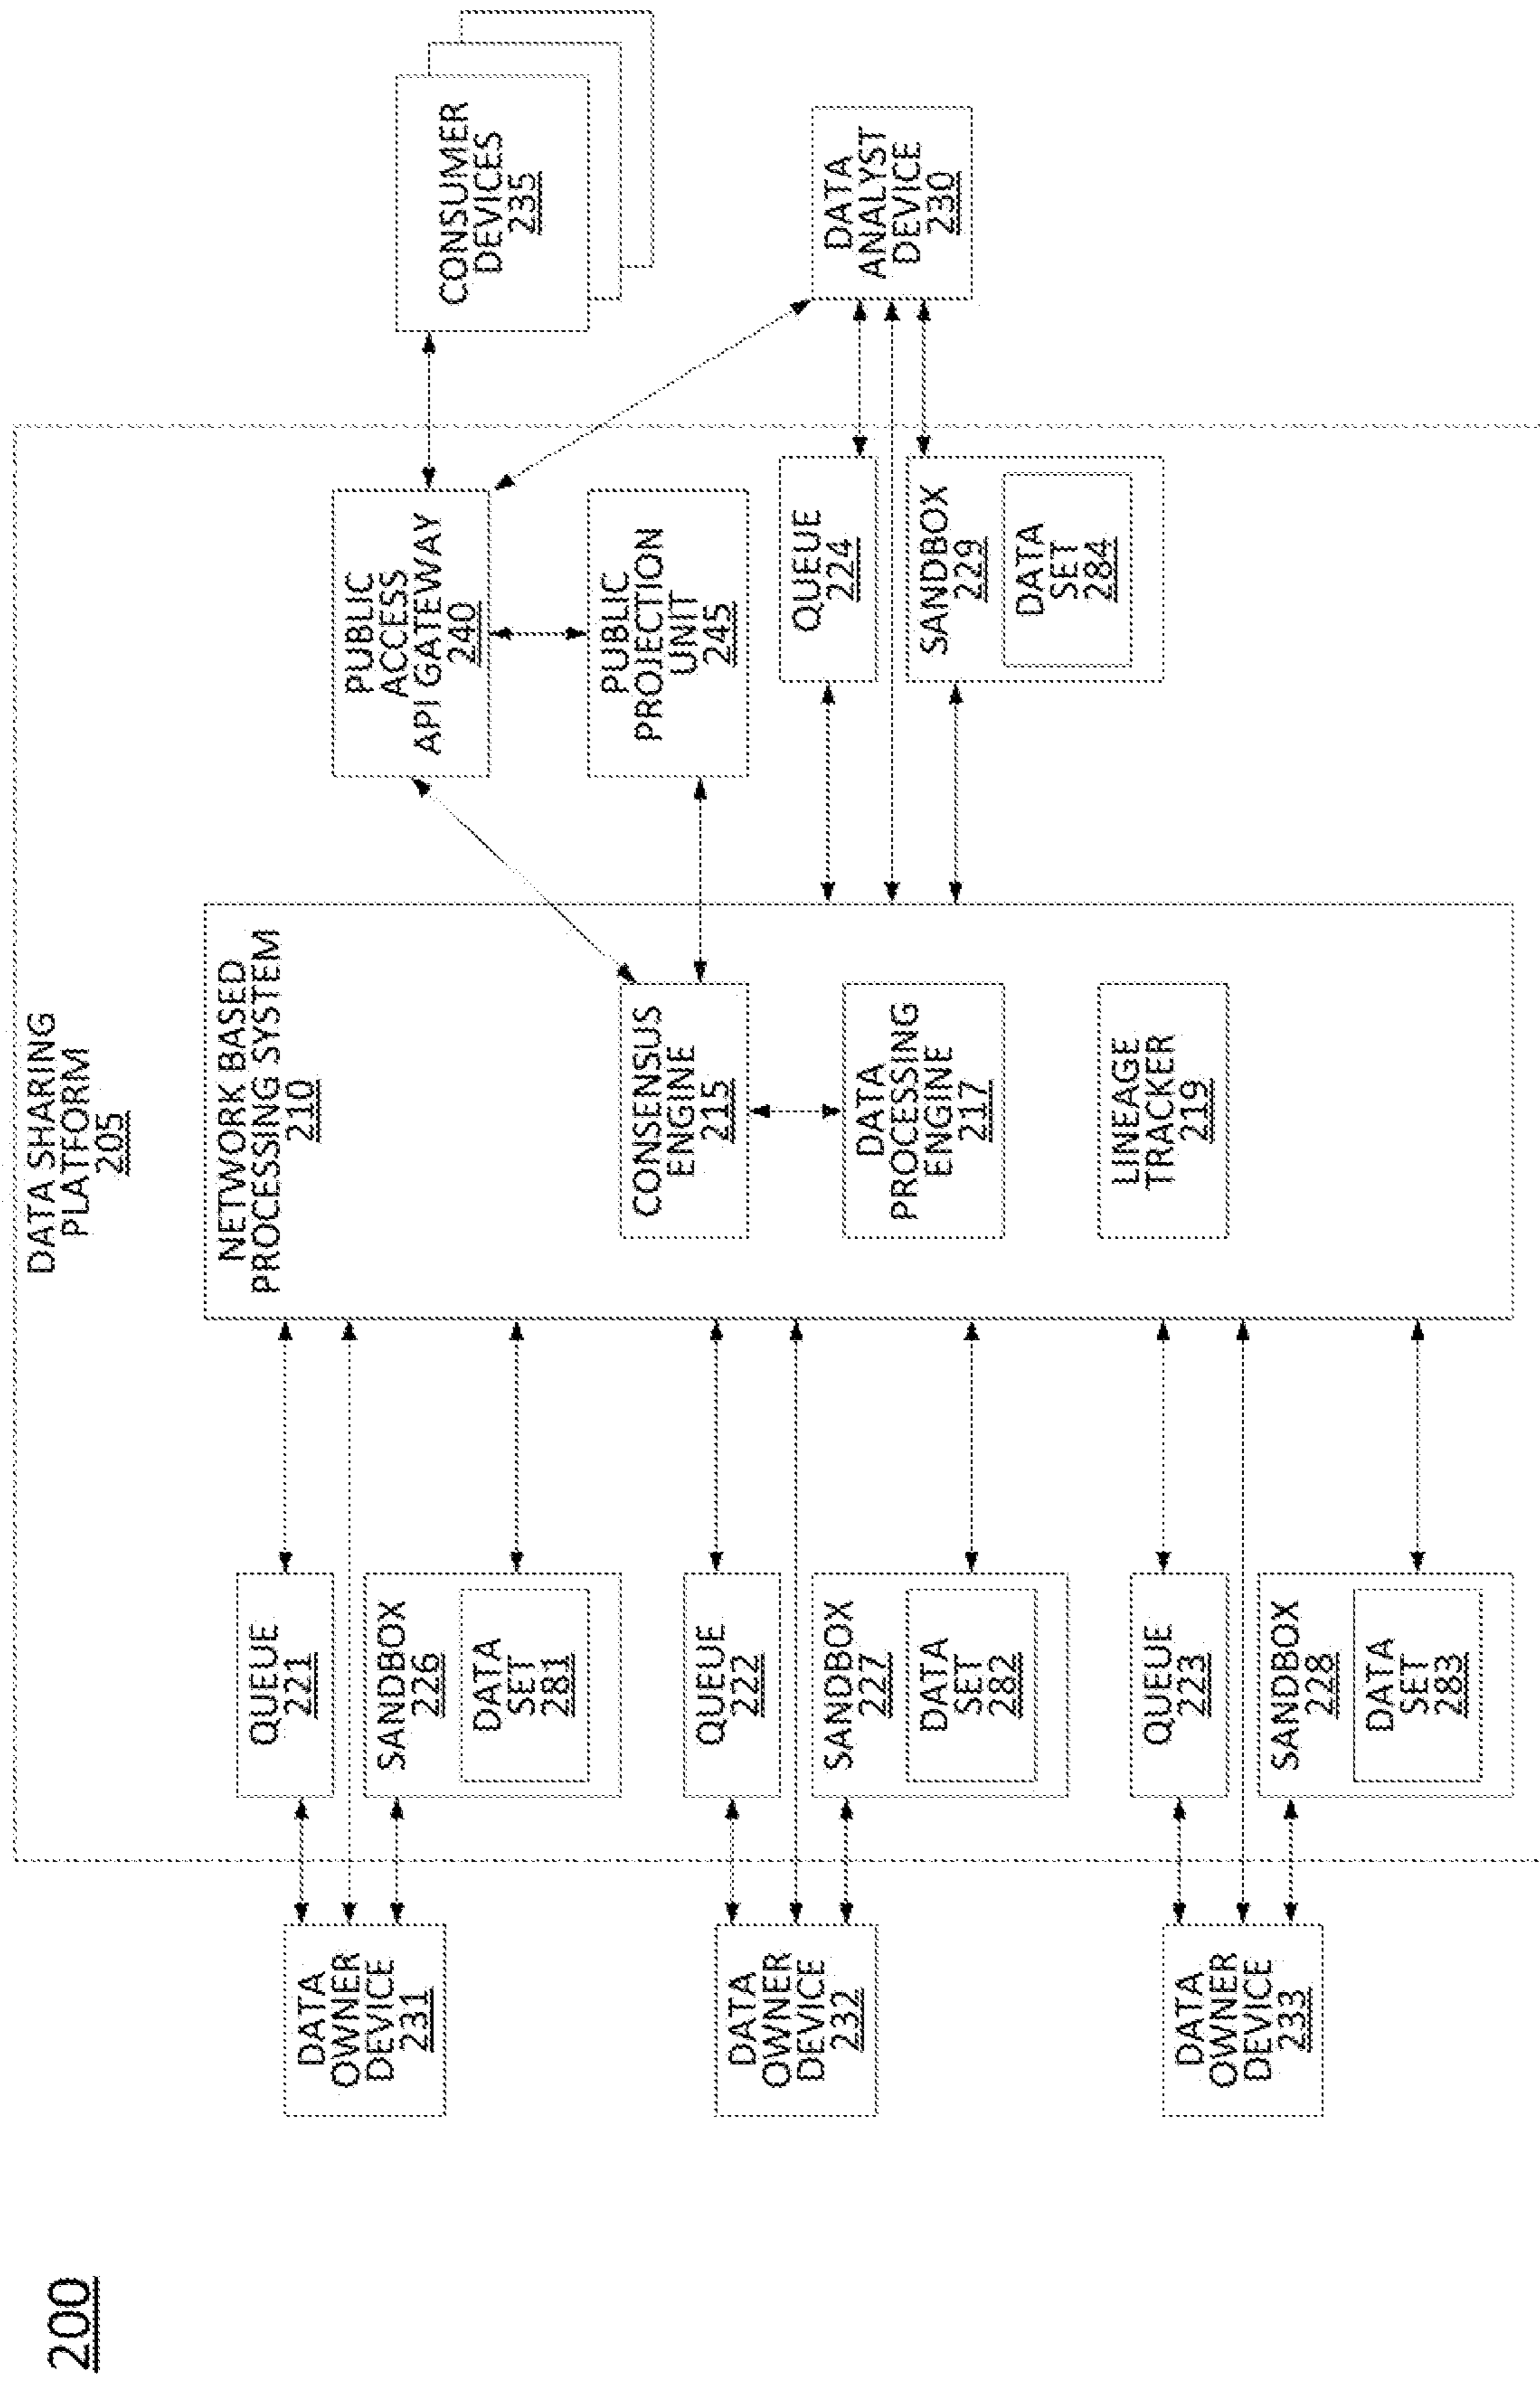 200
DATA SHARING
PLATFORM
205
DATA
OWNER
DEVICE
231
QUEUE
221
SANDBOX
226
DATA
SET
281
DATA
OWNER
DEVICE
232
QUEUE
222
SANDBOX
227
DATA
SET
282
DATA
OWNER
DEVICE
233
QUEUE
223
SANDBOX
228
DATA
SET
283
NETWORK BASED
PROCESSING SYSTEM
210
CONSENSUS
ENGINE
215
DATA
PROCESSING
ENGINE
217
LINEAGE
TRACKER
219
PUBLIC
ACCESS
API GATEWAY
240
PUBLIC
PROJECTION
UNIT
245
QUEUE
224
SANDBOX
229
DATA
SET
284
CONSUMER
DEVICES
235
DATA
ANALYST
DEVICE
230